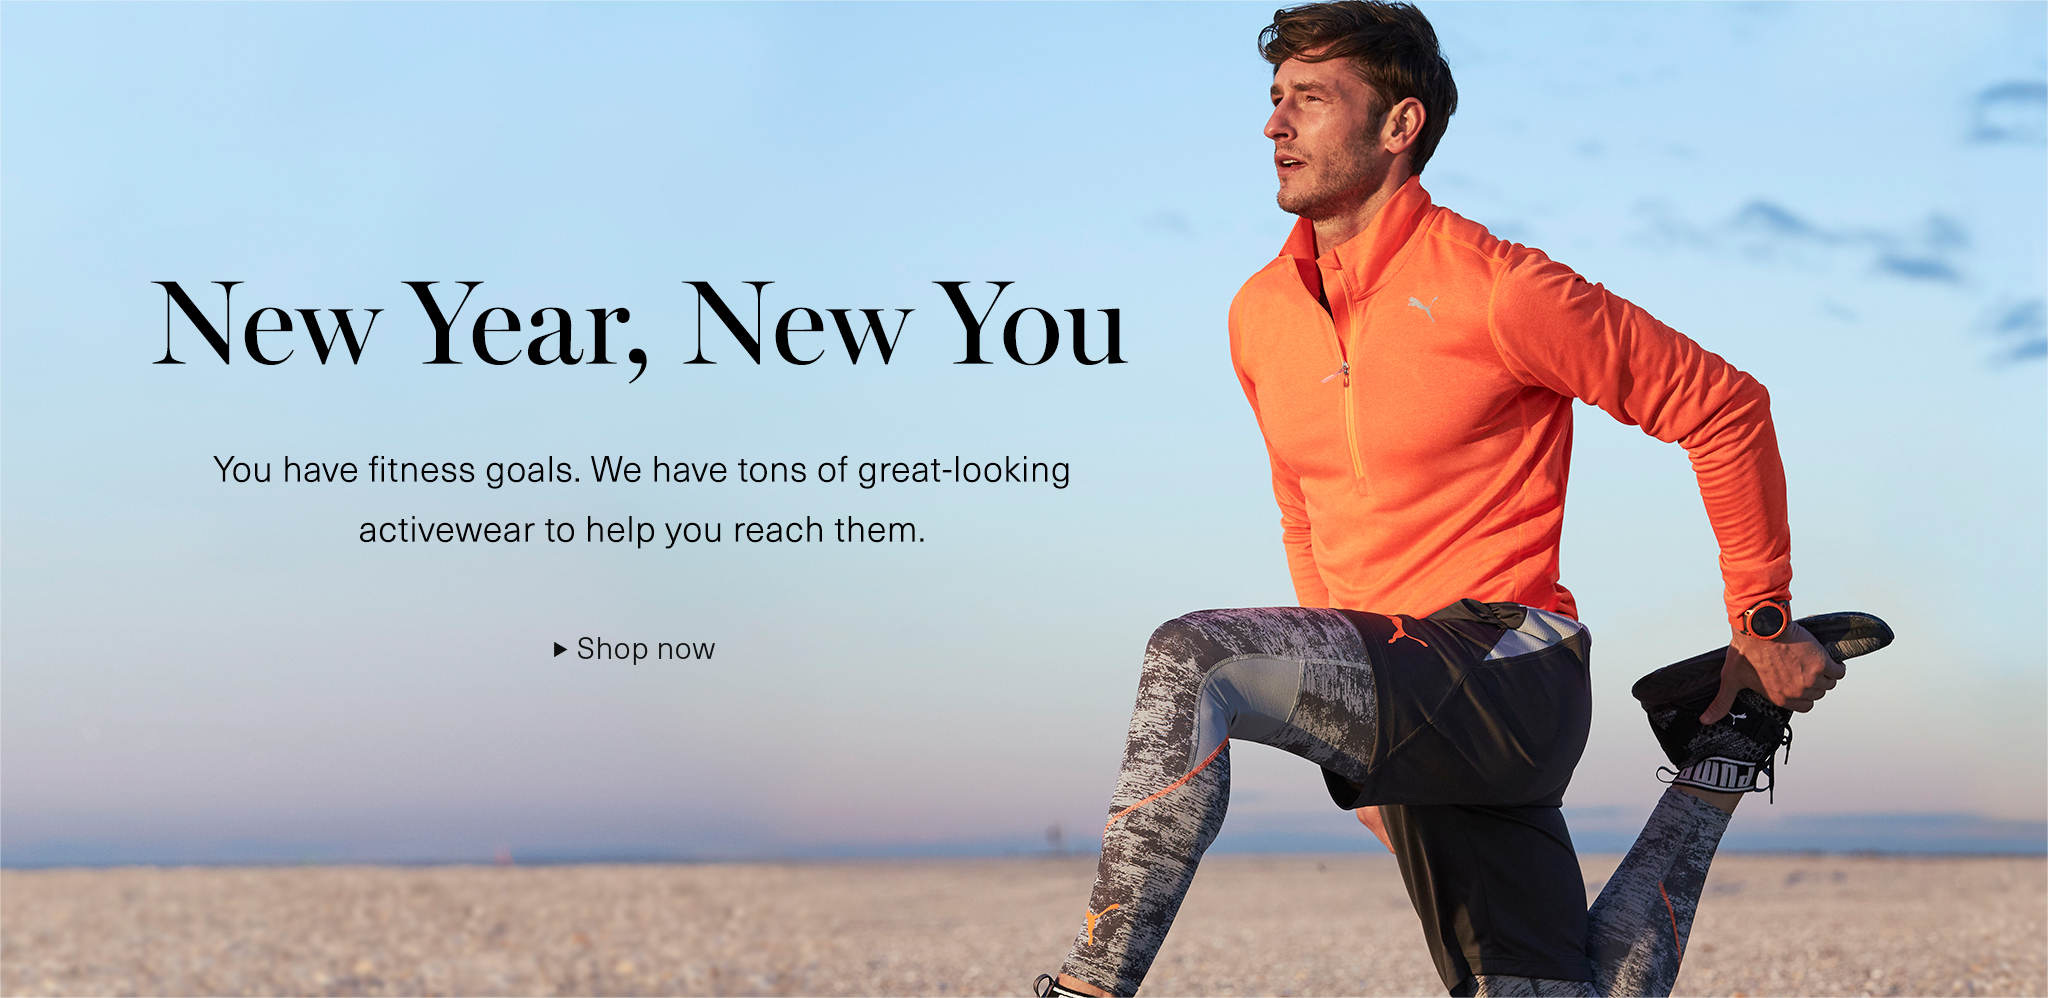 New Year, New You
You have fitness goals. We have tons of great-looking
activewear to help you reach them.
▶ Shop now
PUMA